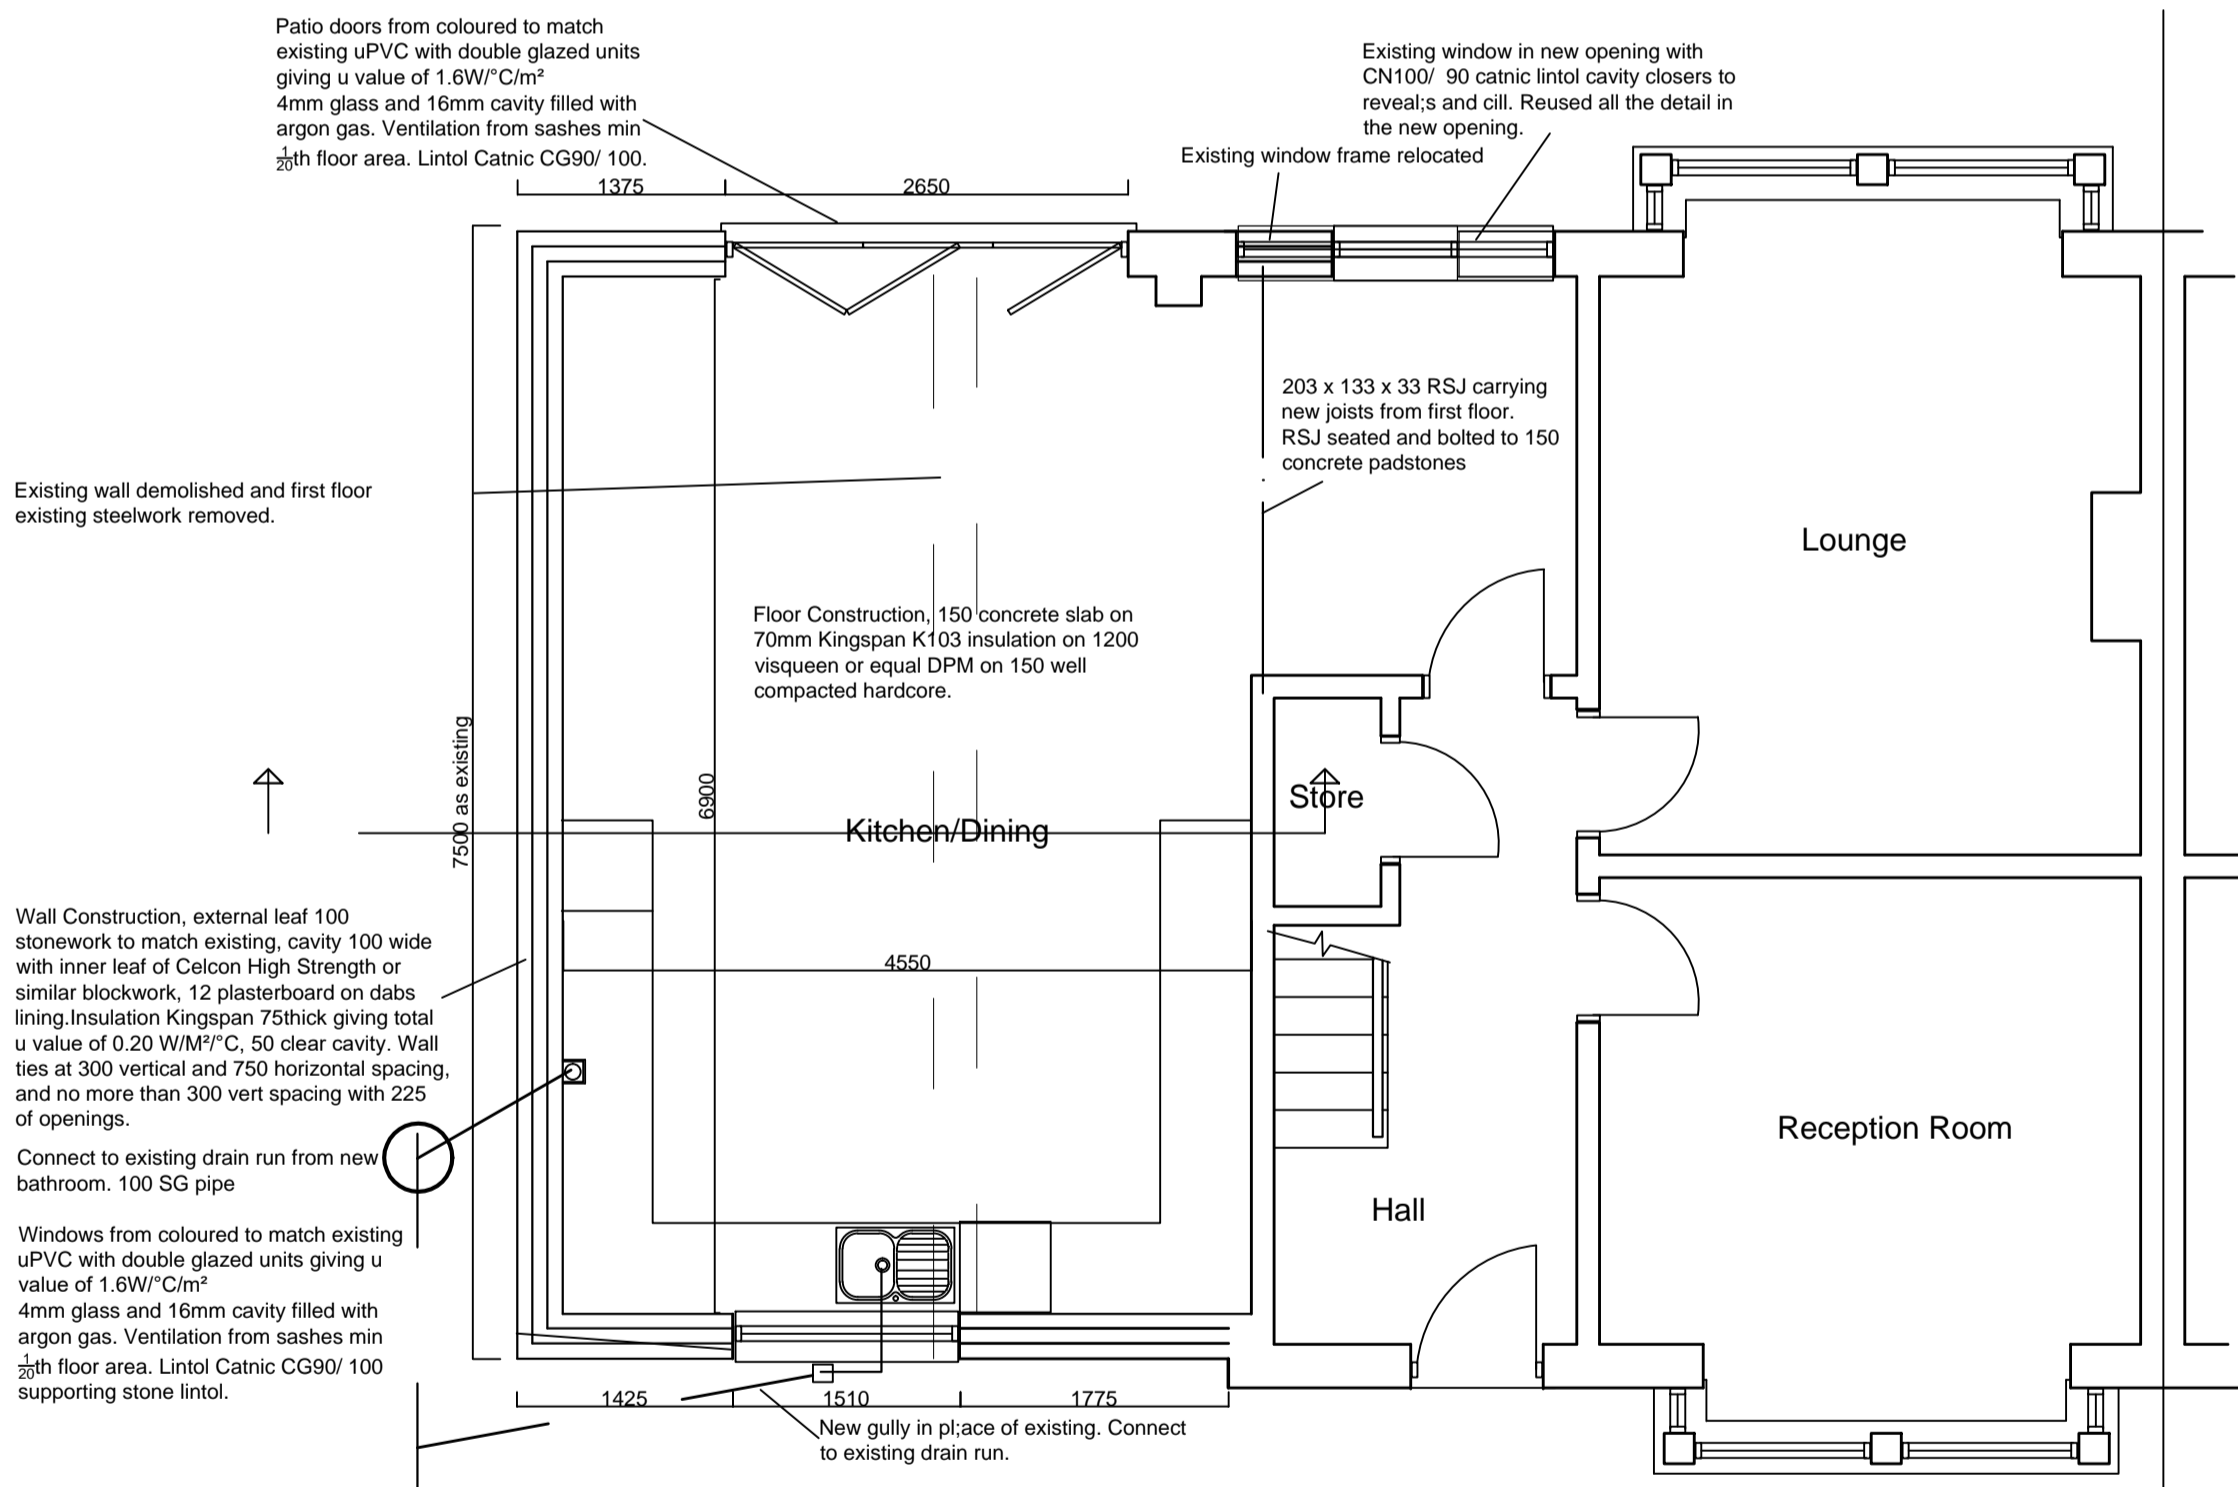 Patio doors from coloured to match
existing uPVC with double glazed units
giving u value of 1.6W/°C/m²
4mm glass and 16mm cavity filled with
argon gas. Ventilation from sashes min
1/20th floor area. Lintol Catnic CG90/ 100.
Existing window in new opening with
CN100/ 90 catnic lintol cavity closers to
reveal;s and cill. Reused all the detail in
the new opening.
Existing window frame relocated
1375
2650
203 x 133 x 33 RSJ carrying
new joists from first floor.
RSJ seated and bolted to 150
concrete padstones
Existing wall demolished and first floor
existing steelwork removed.
Lounge
Floor Construction, 150 concrete slab on
70mm Kingspan K103 insulation on 1200
visqueen or equal DPM on 150 well
compacted hardcore.
7500 as existing
6900
Store
Kitchen/Dining
Wall Construction, external leaf 100
stonework to match existing, cavity 100 wide
with inner leaf of Celcon High Strength or
similar blockwork, 12 plasterboard on dabs
lining.Insulation Kingspan 75thick giving total
u value of 0.20 W/M²/°C, 50 clear cavity. Wall
ties at 300 vertical and 750 horizontal spacing,
and no more than 300 vert spacing with 225
of openings.
4550
Connect to existing drain run from new
bathroom. 100 SG pipe
Reception Room
Hall
Windows from coloured to match existing
uPVC with double glazed units giving u
value of 1.6W/°C/m²
4mm glass and 16mm cavity filled with
argon gas. Ventilation from sashes min
1/20th floor area. Lintol Catnic CG90/ 100
supporting stone lintol.
1425
1510
1775
New gully in pl;ace of existing. Connect
to existing drain run.